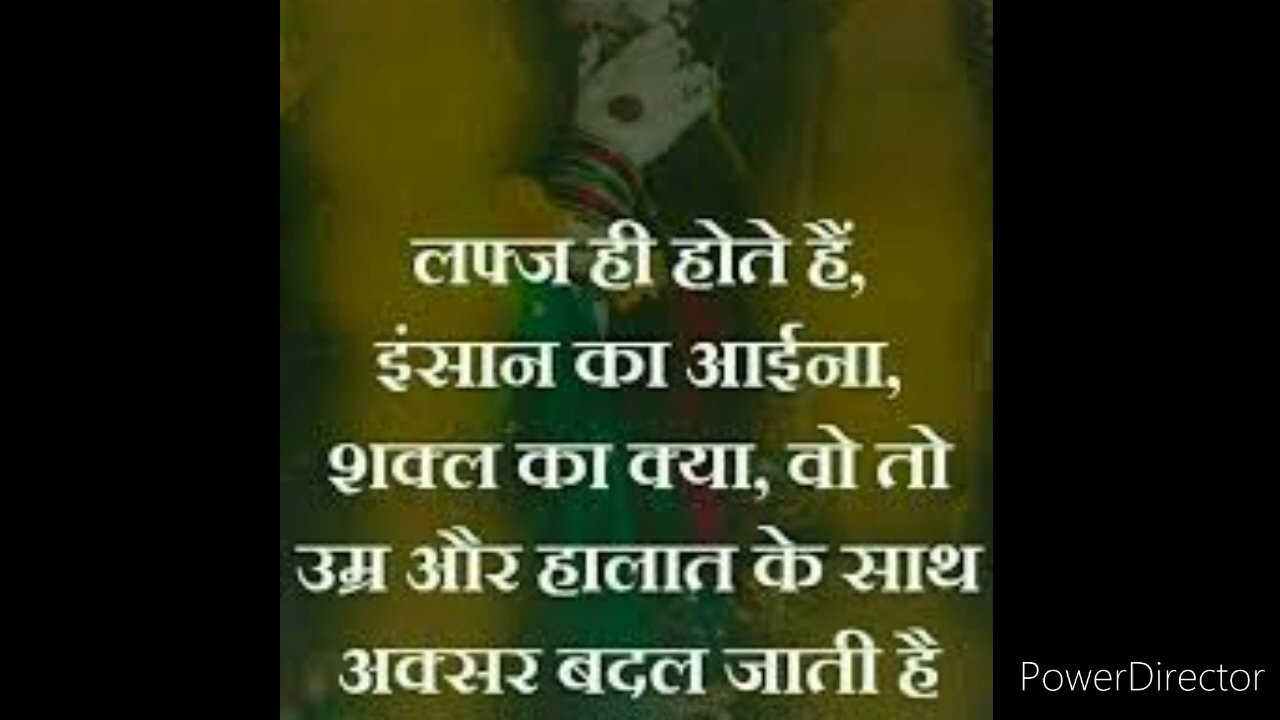 लफ्ज ही होते हैं,
इंसान का आईना,
शक्ल का क्या, वो तो
उम्र और हालात के साथ
अक्सर बदल जाती है
PowerDirector